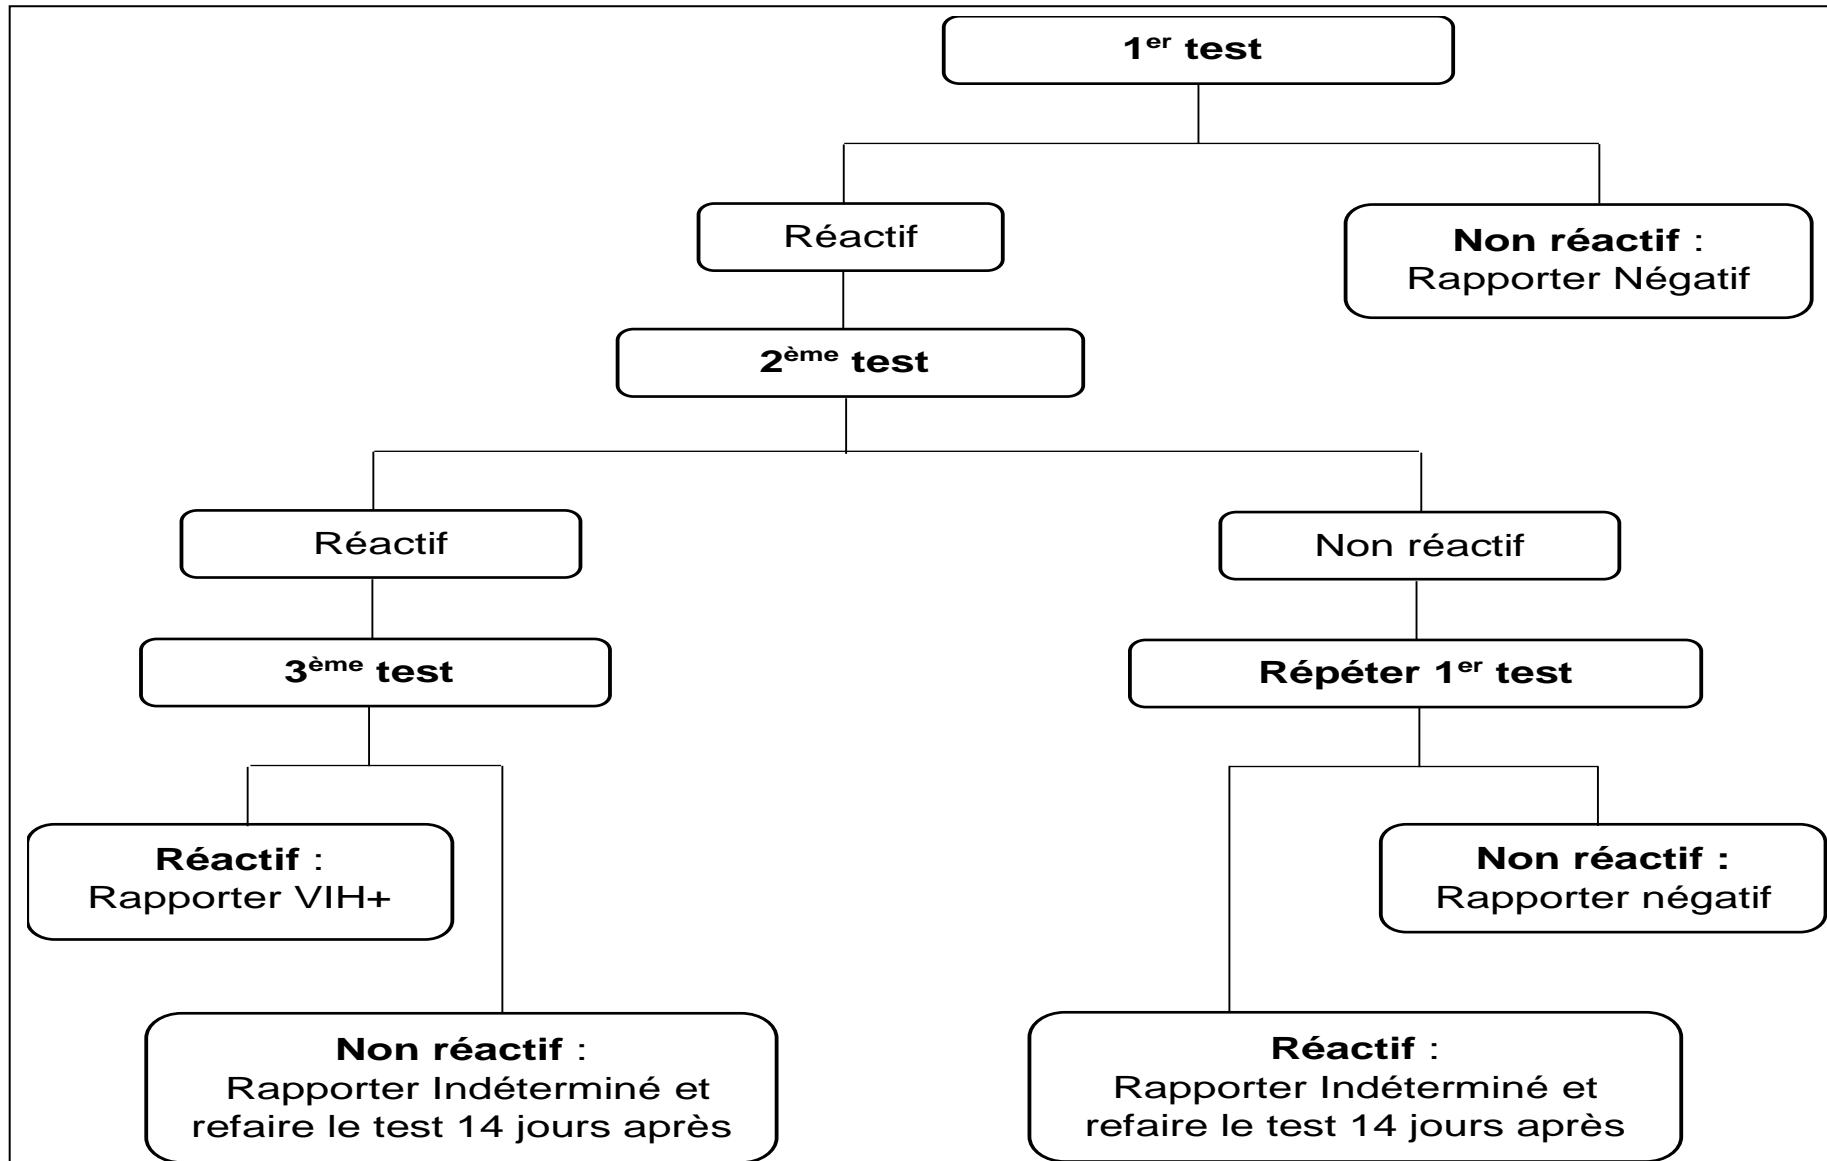 1er test
Réactif
Non réactif :
Rapporter Négatif
2ème test
Réactif
Non réactif
3ème test
Répéter 1er test
Réactif :
Rapporter VIH+
Non réactif :
Rapporter négatif
Non réactif :
Rapporter Indéterminé et
refaire le test 14 jours après
Réactif :
Rapporter Indéterminé et
refaire le test 14 jours après